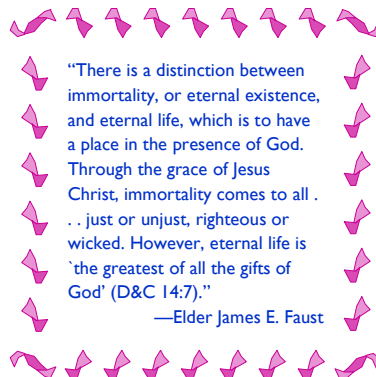 “There is a distinction between
immortality, or eternal existence,
and eternal life, which is to have
a place in the presence of God.
Through the grace of Jesus
Christ, immortality comes to all .
. . just or unjust, righteous or
wicked. However, eternal life is
`the greatest of all the gifts of
God’ (D&C 14:7).”
—Elder James E. Faust